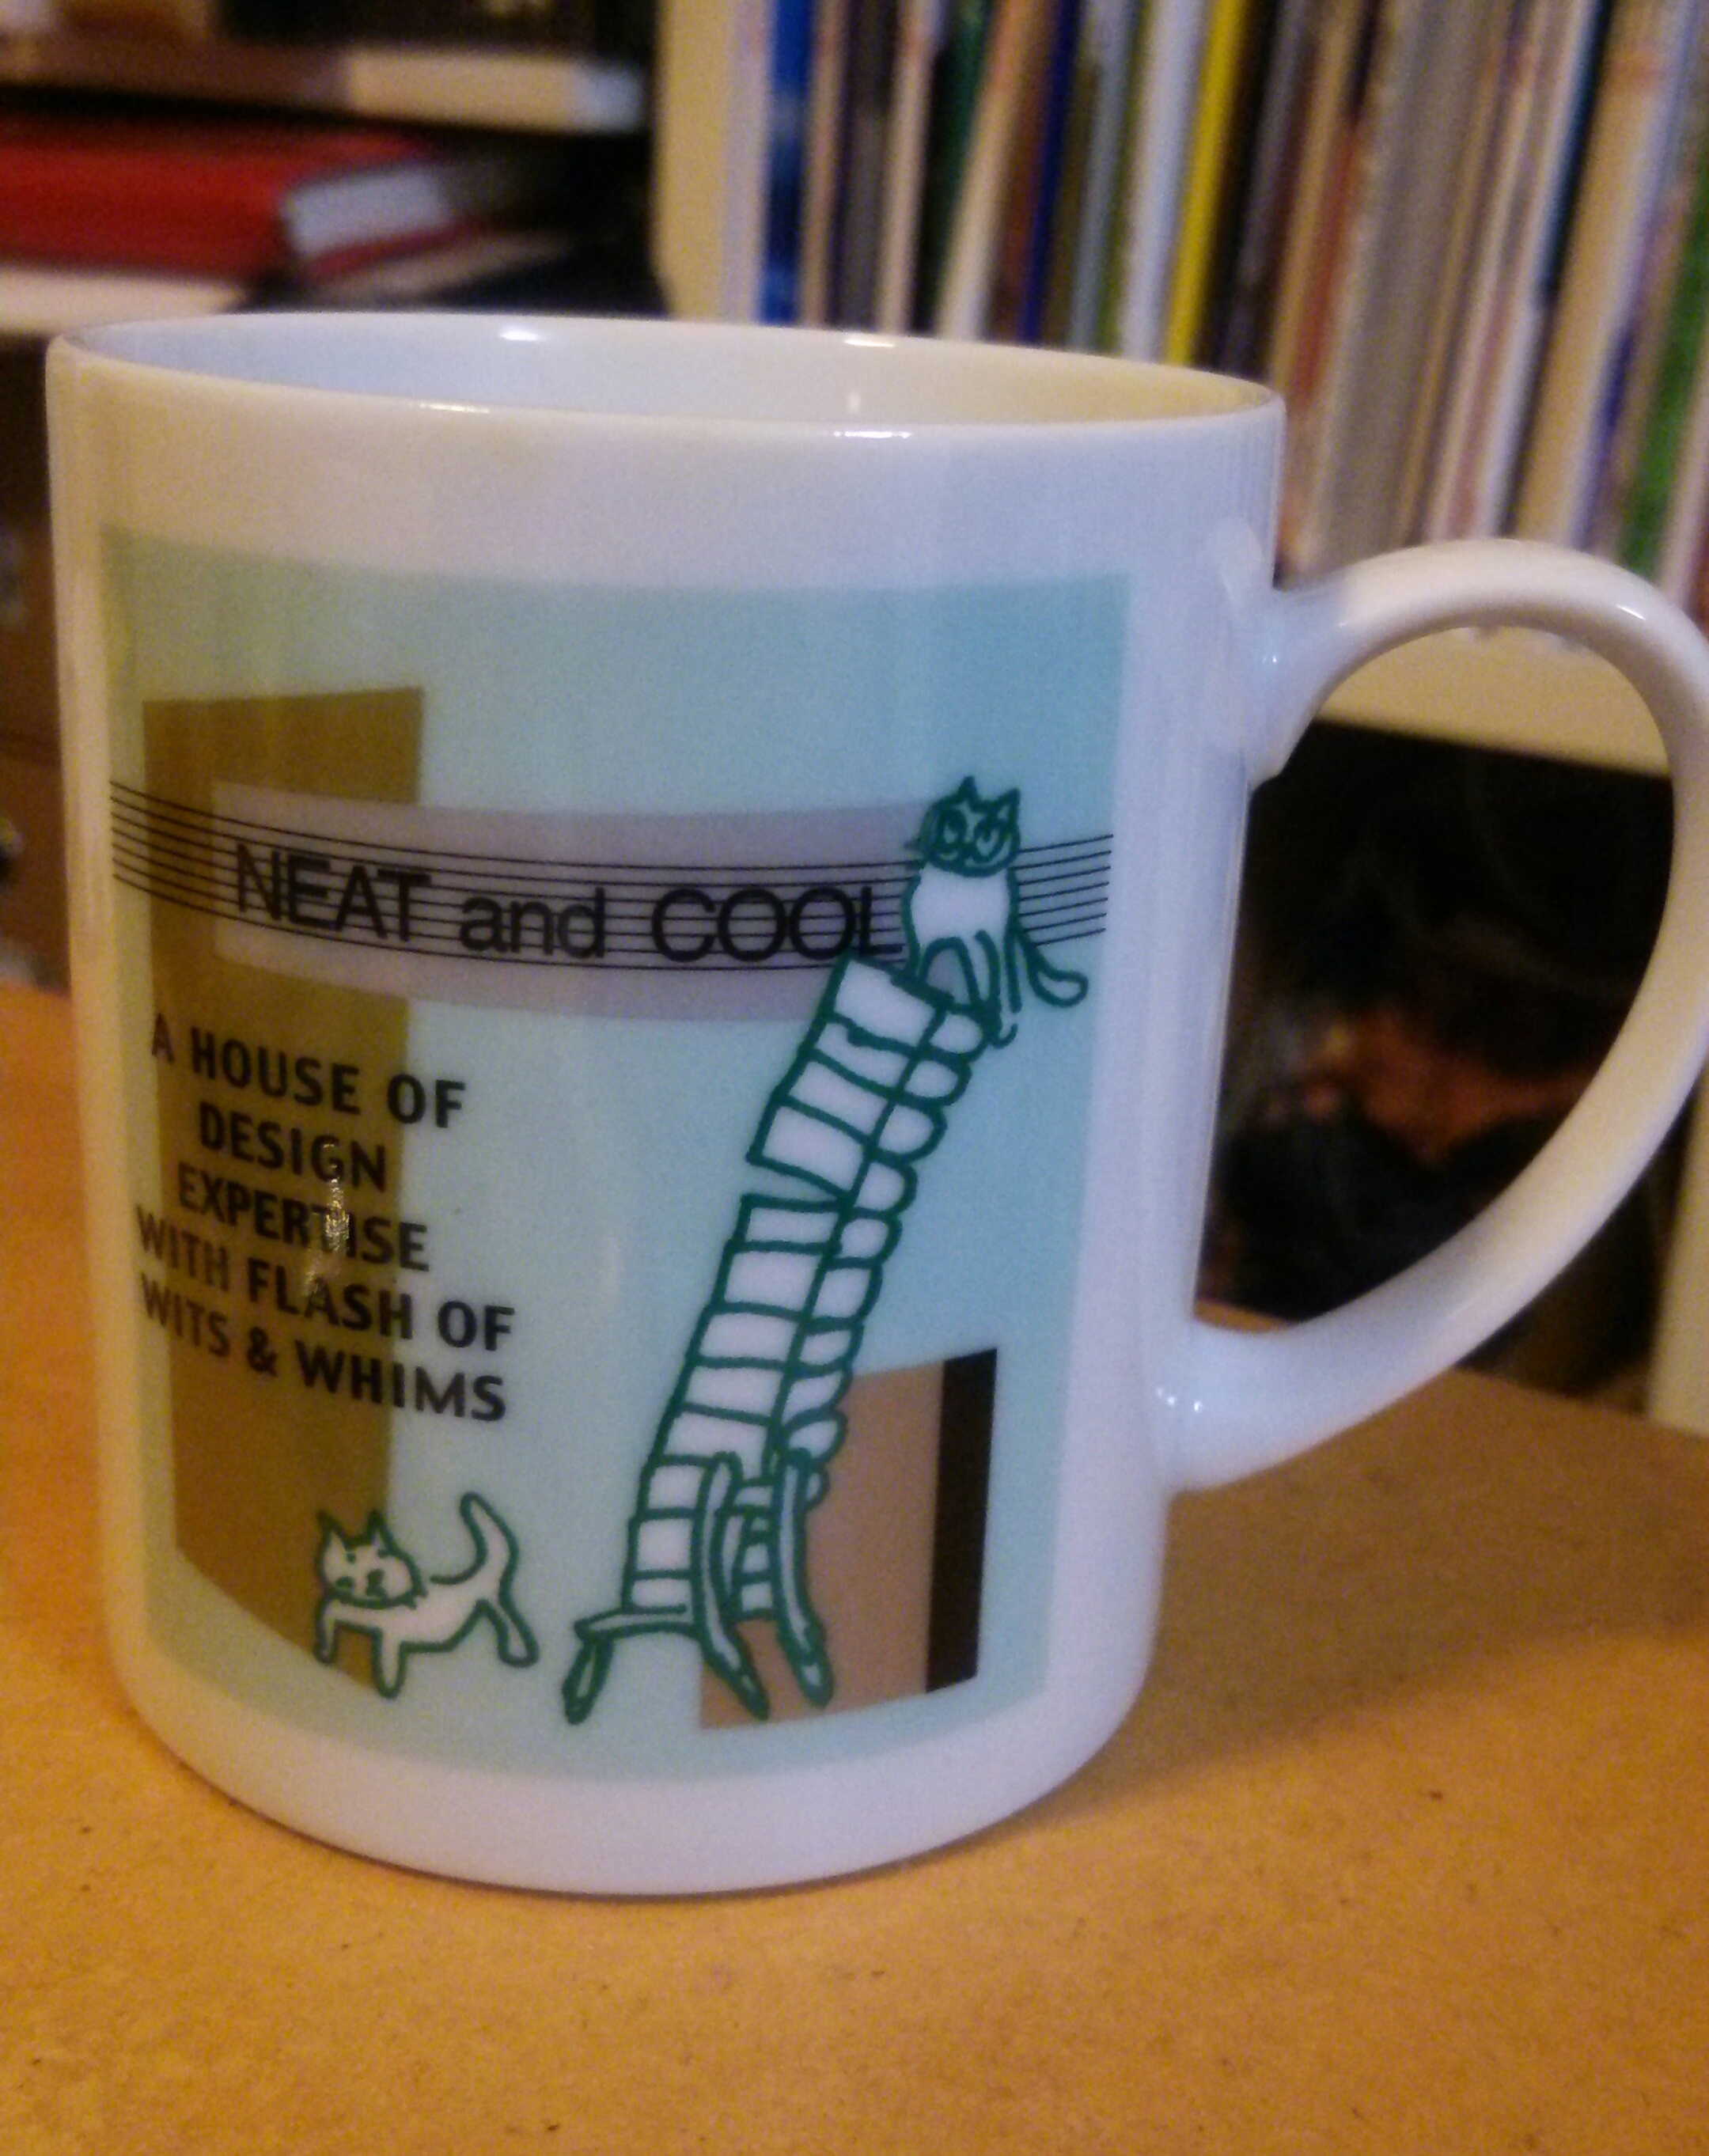 NEAT and COOL
A HOUSE OF
DESIGN
EXPERTISE
WITH FLASH OF
WITS & WHIMS